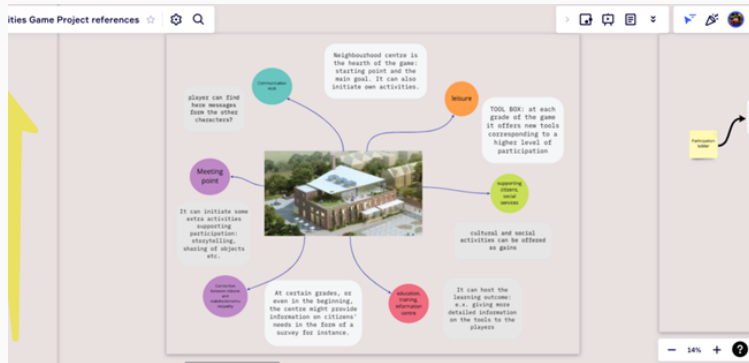 ities Game Project references
Neighbourhood centre is
the hearth of the game:
starting point and the
main goal. It can also
initiate own activities.
Communication
Hub
leisure
player can find
here messages
form the other
characters?
TOOL BOX: at each
grade of the game
it offers new tools
corresponding to a
higher level of
participation
Meeting
point
supporting
citizens,
social
services
It can initiate some
extra activities
supporting
participation:
storytelling,
sharing of objects
etc.
cultural and social
activities can be offered
as gains
Connection
between citizens
and
At certain grades, or
even in the beginning,
the centre might provide
information on citizens'
needs in the form of a
survey for instance.
education,
training,
information
centre
It can host the
learning outcome:
e.x. giving more
detailed information
on the tools to the
players
Participation
ladder
14%